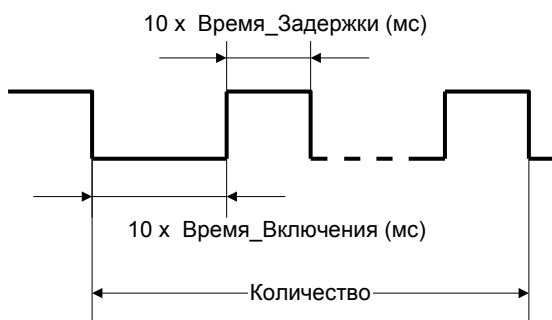 10 x Время_Задержки (мс)
10 x Время_Включения (мс)
Количество